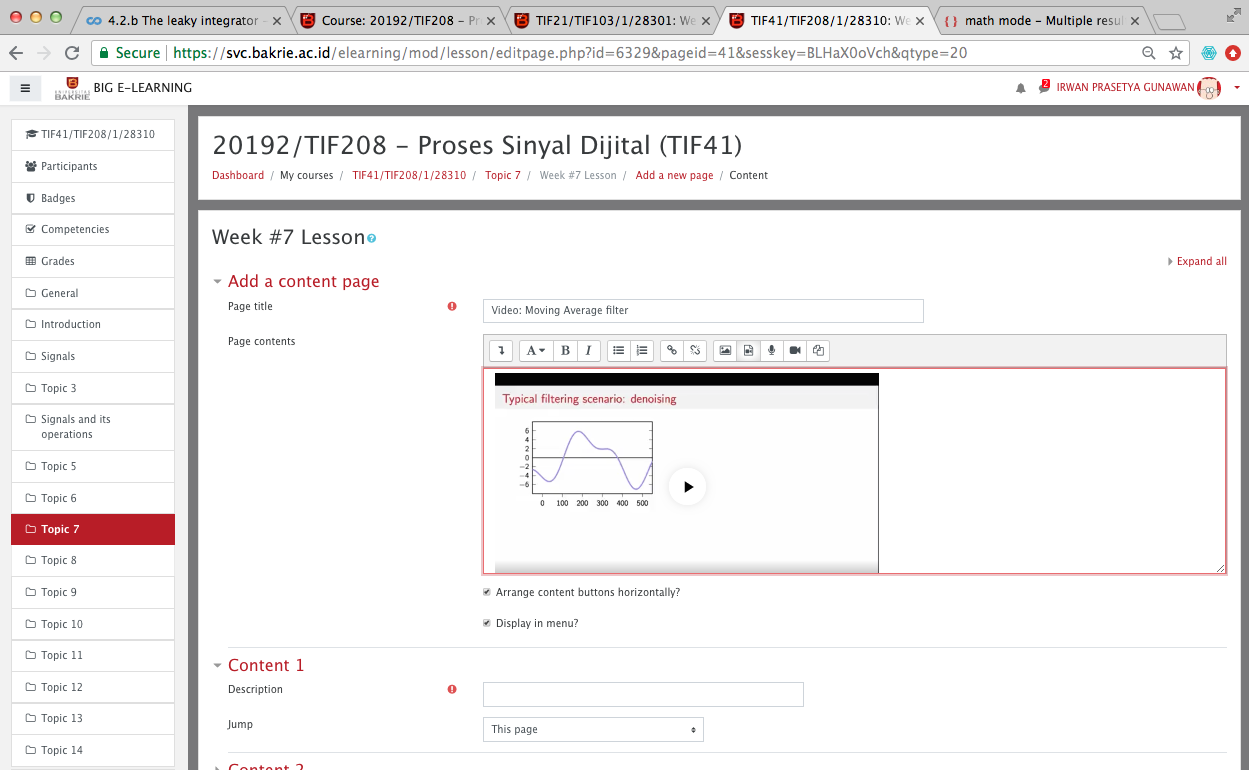 4.2.b The leaky integrator -
Course: 20192/TIF208 - Pr
TIF21/TIF103/1/28301: We
TIF41/TIF208/1/28310: We
math mode - Multiple resul
Secure
https://svc.bakrie.ac.id/elearning/mod/lesson/editpage.php?id=6329&pageid=41&sesskey=BLHaX0oVch&qtype=20
UNIVERSITAS
BAKRIE
BIG E-LEARNING
2
IRWAN PRASETYA GUNAWAN
TIF41/TIF208/1/28310
Participants
Badges
Competencies
Grades
General
Introduction
Signals
Topic 3
Signals and its
operations
Topic 5
Topic 6
Topic 7
Topic 8
Topic 9
Topic 10
Topic 11
Topic 12
Topic 13
Topic 14
20192/TIF208 - Proses Sinyal Dijital (TIF41)
Dashboard / My courses / TIF41/TIF208/1/28310 / Topic 7 / Week #7 Lesson / Add a new page / Content
Week #7 Lesson
Expand all
Add a content page
Page title
Video: Moving Average filter
Page contents
A B I
Typical filtering scenario: denoising
6
4
2
0
−2
−4
−6
0 100 200 300 400 500
Arrange content buttons horizontally?
Display in menu?
Content 1
Description
Jump
This page
Content 2